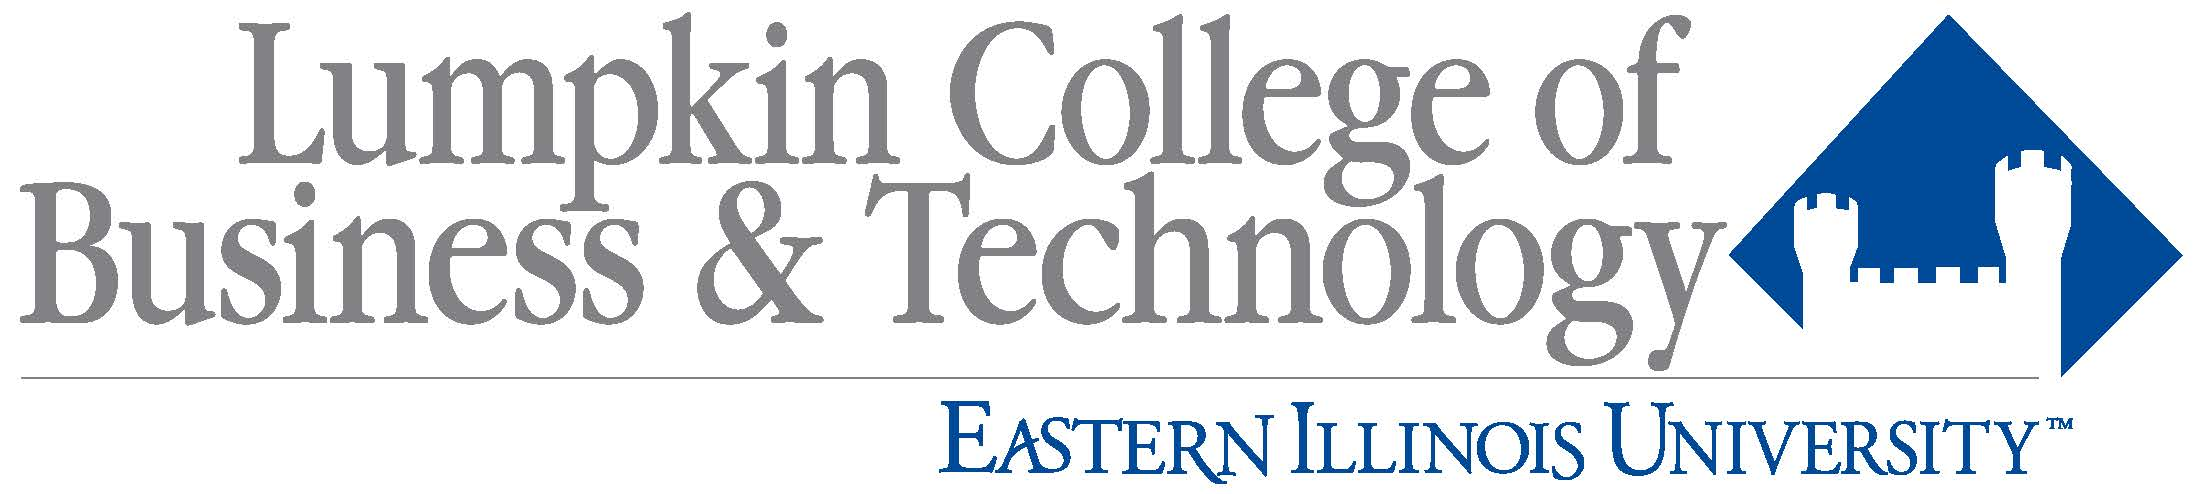 Lumpkin College of
Business & Technology
EASTERN ILLINOIS UNIVERSITY™